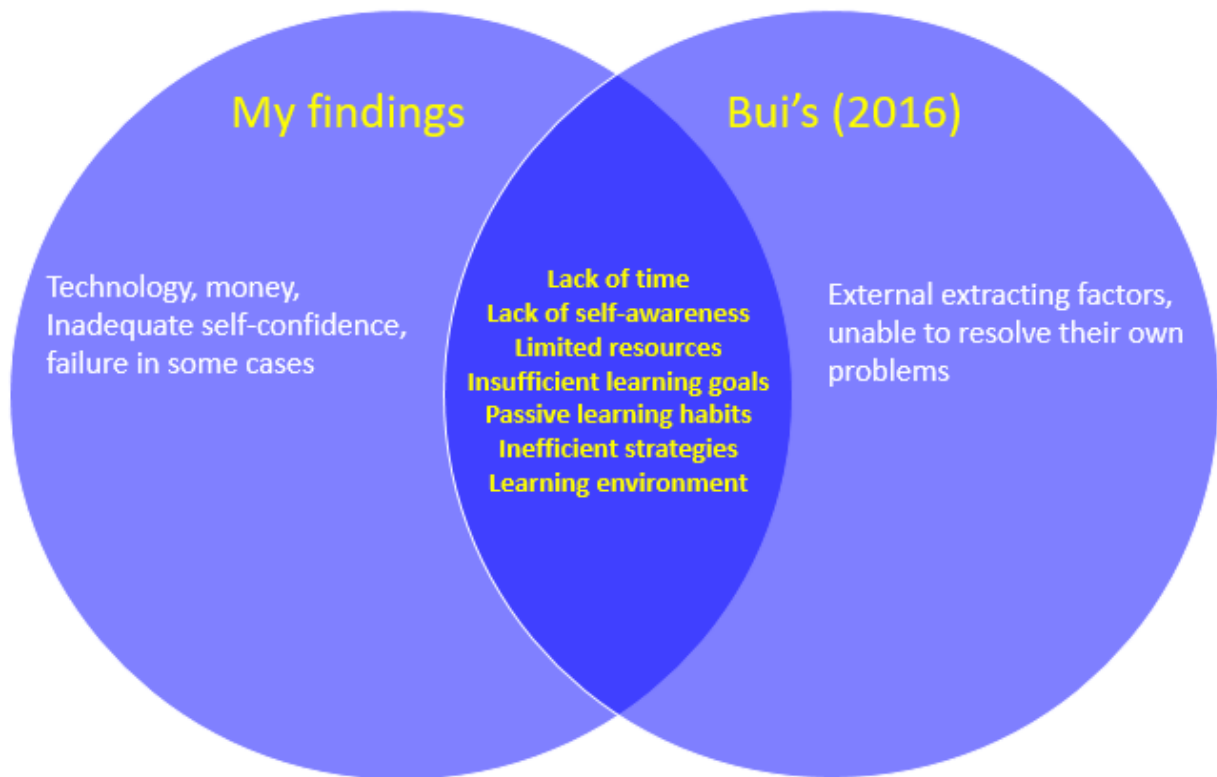 My findings
Bui's (2016)
Technology, money,
Inadequate self-confidence,
failure in some cases
Lack of time
Lack of self-awareness
Limited resources
Insufficient learning goals
Passive learning habits
Inefficient strategies
Learning environment
External extracting factors,
unable to resolve their own
problems